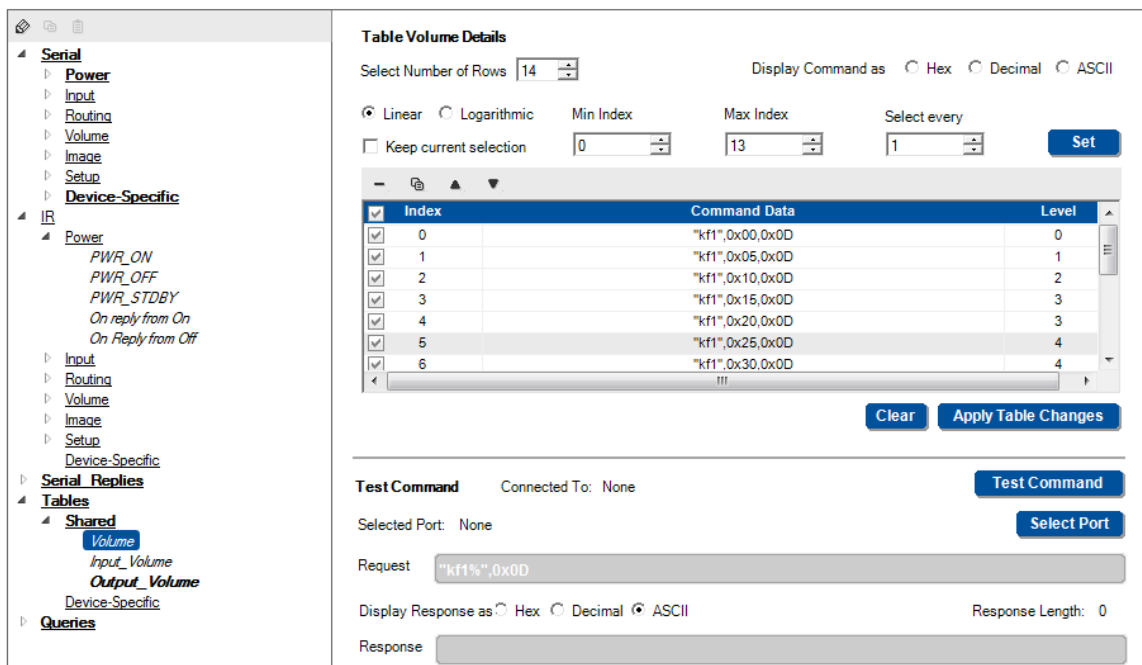 Serial
Power
Input
Routing
Volume
Image
Setup
Device-Specific
IR
Power
PWR_ON
PWR_OFF
PWR_STDBY
On reply from On
On Reply from Off
Input
Routing
Volume
Image
Setup
Device-Specific
Serial_Replies
Tables
Shared
Volume
Input_Volume
Output_Volume
Device-Specific
Queries
Table Volume Details
Select Number of Rows 14 Display Command as Hex Decimal ASCII
Linear Logarithmic Min Index Max Index Select every
Keep current selection 0 13 1 Set
Index Command Data Level
0 "kf1",0x00,0x0D 0
1 "kf1",0x05,0x0D 1
2 "kf1",0x10,0x0D 2
3 "kf1",0x15,0x0D 3
4 "kf1",0x20,0x0D 3
5 "kf1",0x25,0x0D 4
6 "kf1",0x30,0x0D 4
Clear Apply Table Changes
Test Command Connected To: None Test Command
Selected Port: None Select Port
Request "kf1%",0x0D
Display Response as Hex Decimal ASCII Response Length: 0
Response